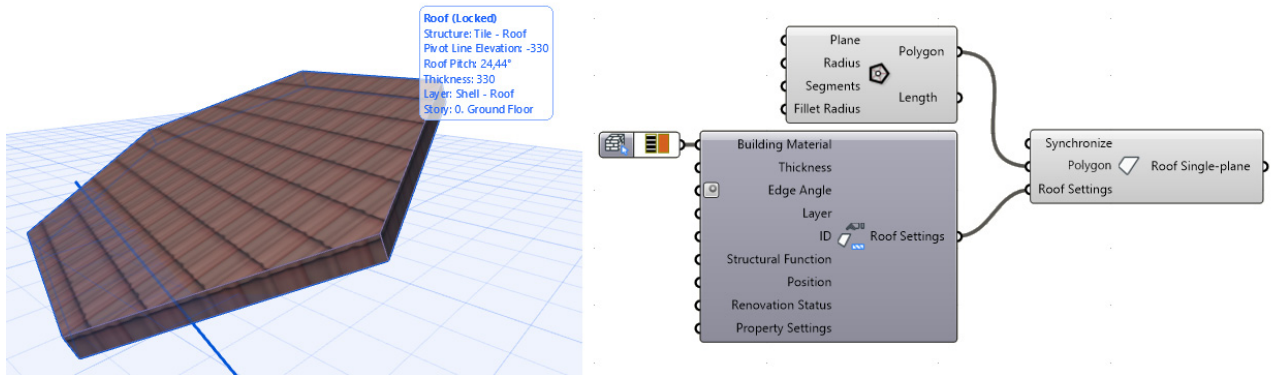 Roof (Locked)
Structure: Tile - Roof
Pivot Line Elevation: -330
Roof Pitch: 24,44°
Thickness: 330
Layer: Shell - Roof
Story: 0. Ground Floor
Plane
Radius
Segments
Fillet Radius
Polygon
Length
Building Material
Thickness
Edge Angle
Layer
ID
Structural Function
Position
Renovation Status
Property Settings
Roof Settings
Synchronize
Polygon
Roof Settings
Roof Single-plane